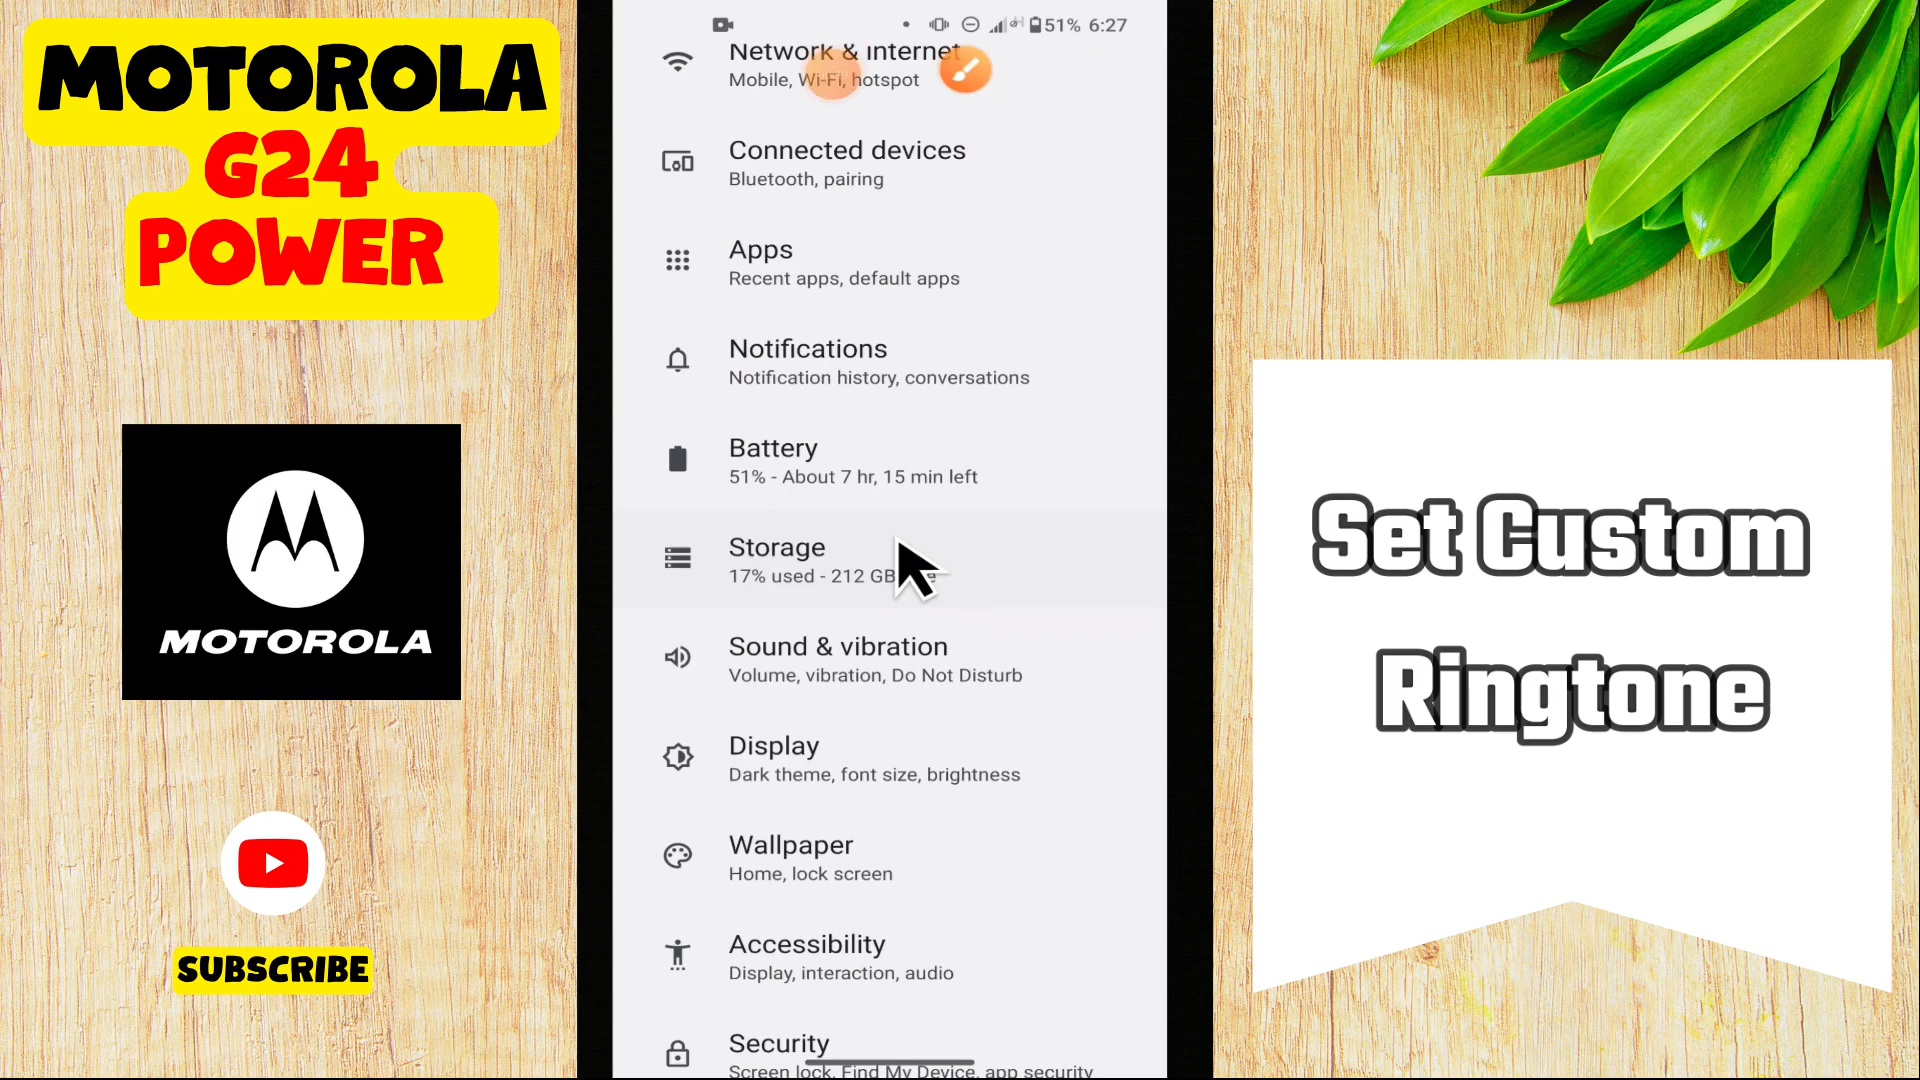 MOTOROLA
G24
POWER
MOTOROLA
SUBSCRIBE
51% 6:27
Network & internet
Mobile, Wi-Fi, hotspot
Connected devices
Bluetooth, pairing
Apps
Recent apps, default apps
Notifications
Notification history, conversations
Battery
51% - About 7 hr, 15 min left
Storage
17% used - 212 GB
Sound & vibration
Volume, vibration, Do Not Disturb
Display
Dark theme, font size, brightness
Wallpaper
Home, lock screen
Accessibility
Display, interaction, audio
Security
Screen lock, Find My Device, app security
Set Custom
Ringtone